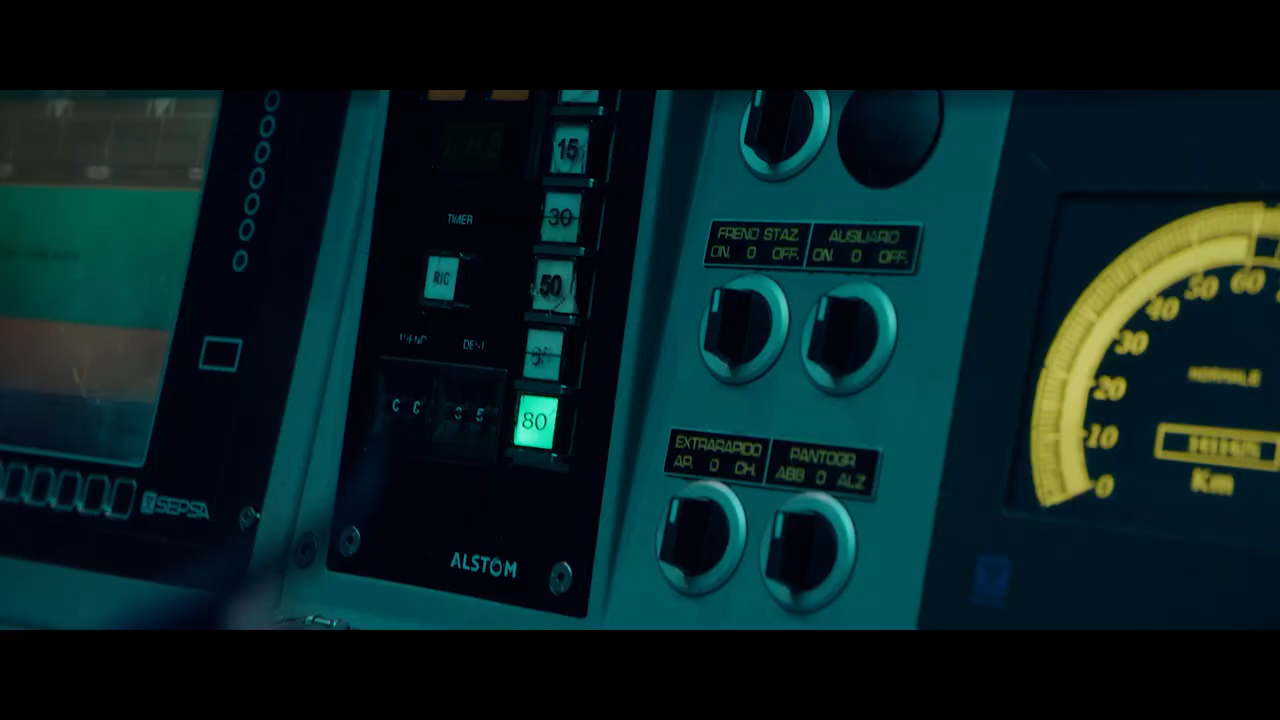 15
30
50
80
TIMER
RIC
SEPSA
ALSTOM
FRENO STAZ.
ON. 0 OFF.
AUSILIARIO
ON. 0 OFF.
EXTRARAPIDO
AP. 0 CH.
PANTOGR.
ABB 0 ALZ
60
50
40
30
20
10
0
NORMALE
Km